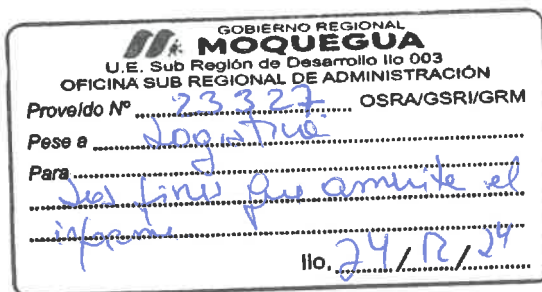 GOBIERNO REGIONAL
MOQUEGUA
U.E. Sub Región de Desarrollo Ilo 003
OFICINA SUB REGIONAL DE ADMINISTRACIÓN
Proveído Nº 23327 OSRA/GSRI/GRM
Pese a Logística
Para
los fines que amerite el
informe
Ilo, 24/12/24